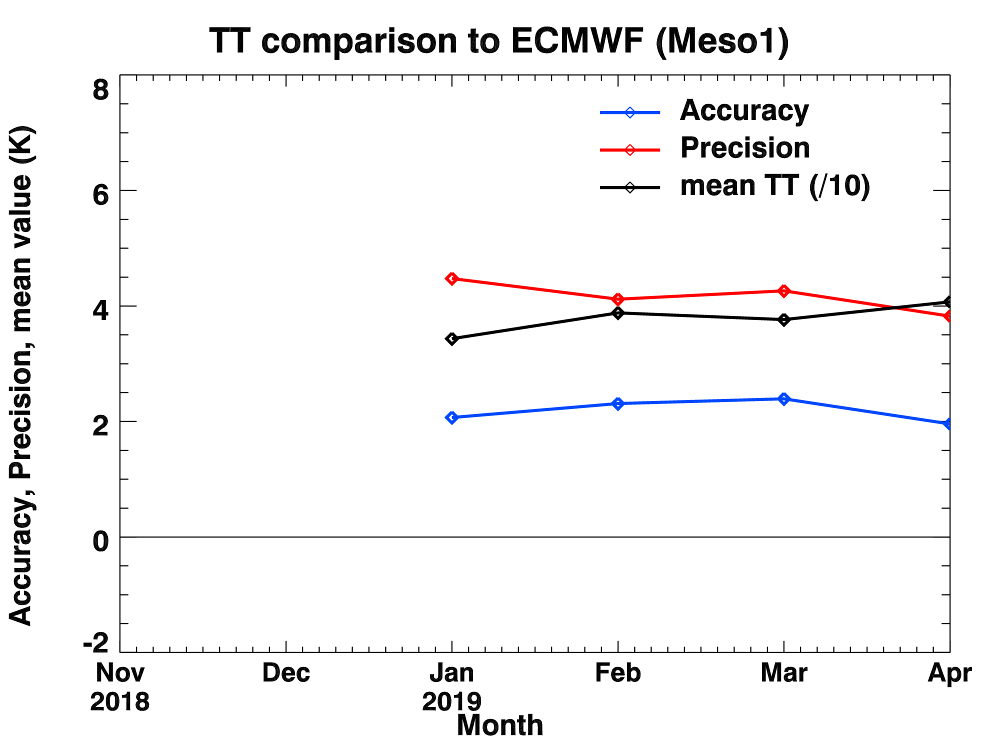 TT comparison to ECMWF (Meso1)
Accuracy, Precision, mean value (K)
8
6
4
2
0
-2
Accuracy
Precision
mean TT (/10)
Nov Dec Jan Feb Mar Apr
2018 2019
Month